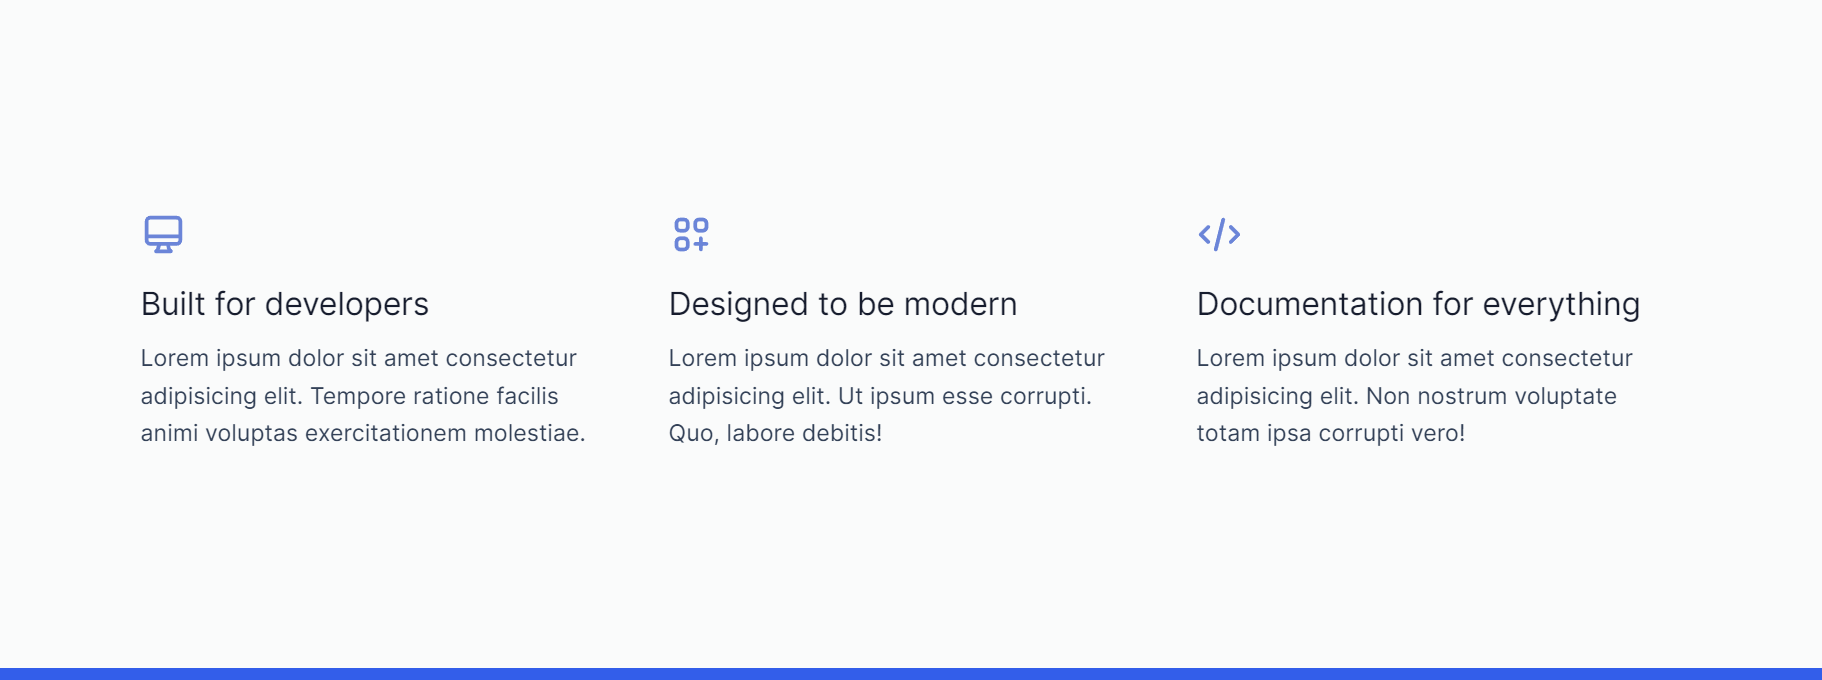 Built for developers
Lorem ipsum dolor sit amet consectetur
adipisicing elit. Tempore ratione facilis
animi voluptas exercitationem molestiae.
Designed to be modern
Lorem ipsum dolor sit amet consectetur
adipisicing elit. Ut ipsum esse corrupti.
Quo, labore debitis!
Documentation for everything
Lorem ipsum dolor sit amet consectetur
adipisicing elit. Non nostrum voluptate
totam ipsa corrupti vero!